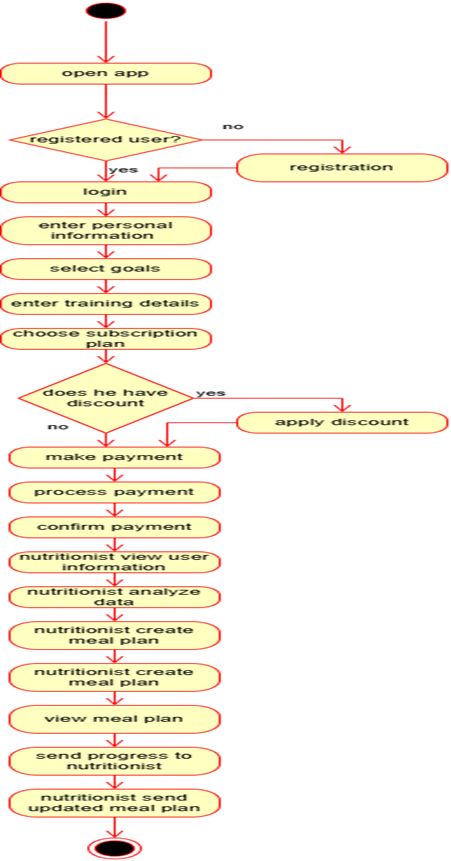 open app
registered user?
no
yes
registration
login
enter personal
information
select goals
enter training details
choose subscription
plan
does he have
discount
yes
no
apply discount
make payment
process payment
confirm payment
nutritionist view user
information
nutritionist analyze
data
nutritionist create
meal plan
nutritionist create
meal plan
view meal plan
send progress to
nutritionist
nutritionist send
updated meal plan